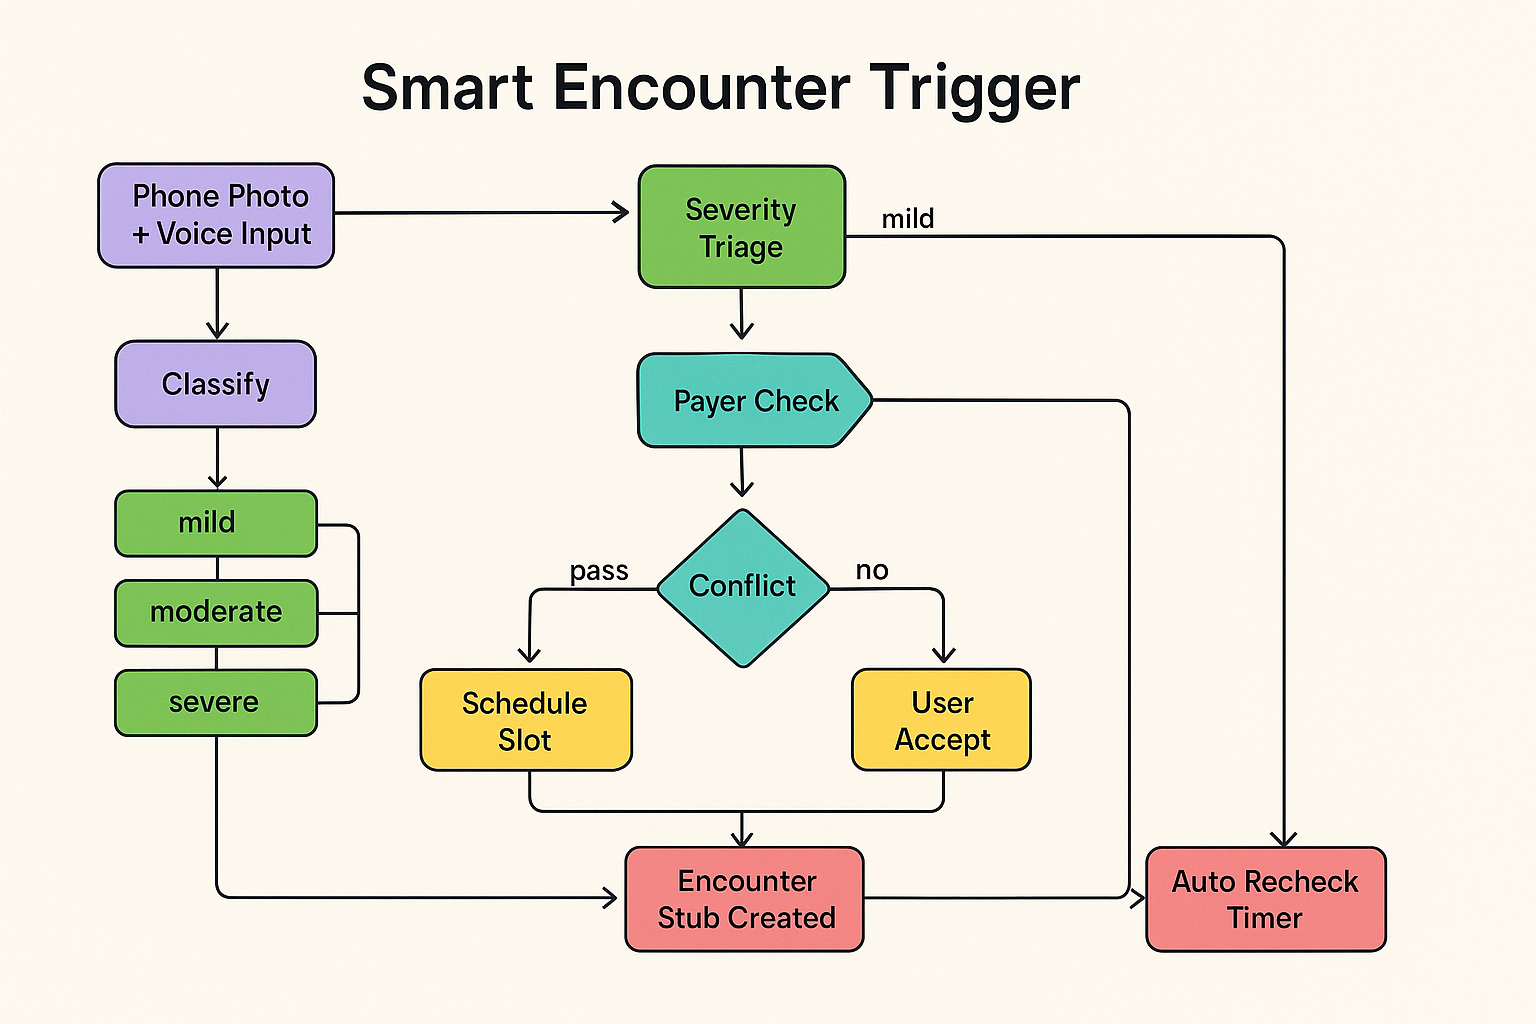 Smart Encounter Trigger
Phone Photo
+ Voice Input
Severity
Triage
mild
Classify
Payer Check
mild
moderate
severe
pass
Conflict
no
Schedule
Slot
User
Accept
Encounter
Stub Created
Auto Recheck
Timer